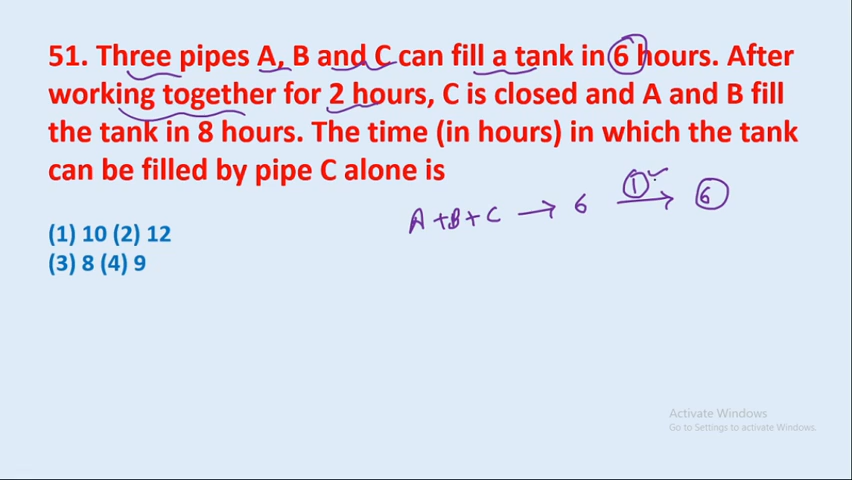 51. Three pipes A, B and C can fill a tank in 6 hours. After
working together for 2 hours, C is closed and A and B fill
the tank in 8 hours. The time (in hours) in which the tank
can be filled by pipe C alone is
A+B+C → 6 ① → 6
(1) 10 (2) 12
(3) 8 (4) 9
Activate Windows
Go to Settings to activate Windows.